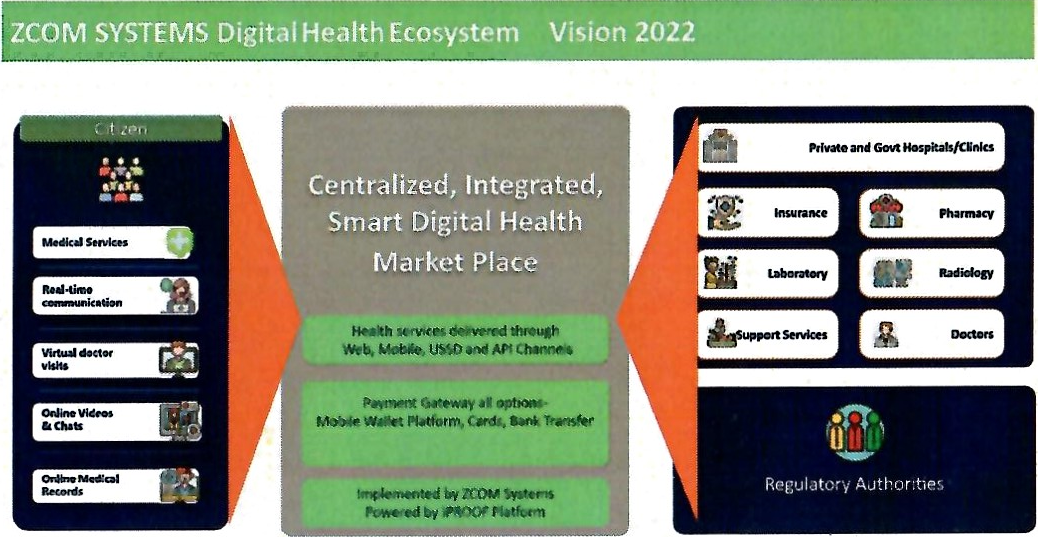 ZCOM SYSTEMS Digital Health Ecosystem Vision 2022
Citizen
Medical Services
Real-time
communication
Virtual doctor
visits
Online Videos
& Chats
Online Medical
Records
Centralized, Integrated,
Smart Digital Health
Market Place
Health services delivered through
Web, Mobile, USSD and API Channels
Payment Gateway all options-
Mobile Wallet Platform, Cards, Bank Transfer
Implemented by ZCOM Systems
Powered by iPROOF Platform
Private and Govt Hospitals/Clinics
Insurance
Pharmacy
Laboratory
Radiology
Support Services
Doctors
Regulatory Authorities